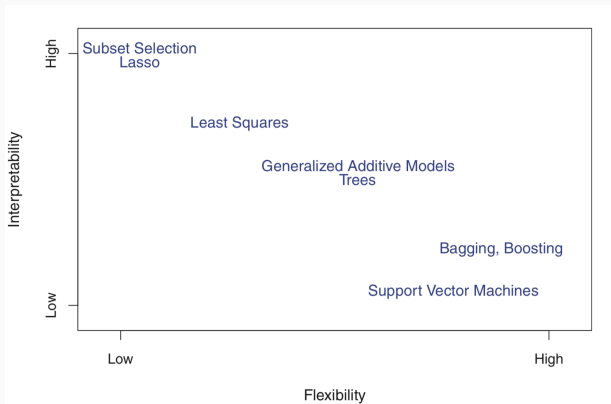 High
Interpretability
Low
Subset Selection
Lasso
Least Squares
Generalized Additive Models
Trees
Bagging, Boosting
Support Vector Machines
Low
High
Flexibility